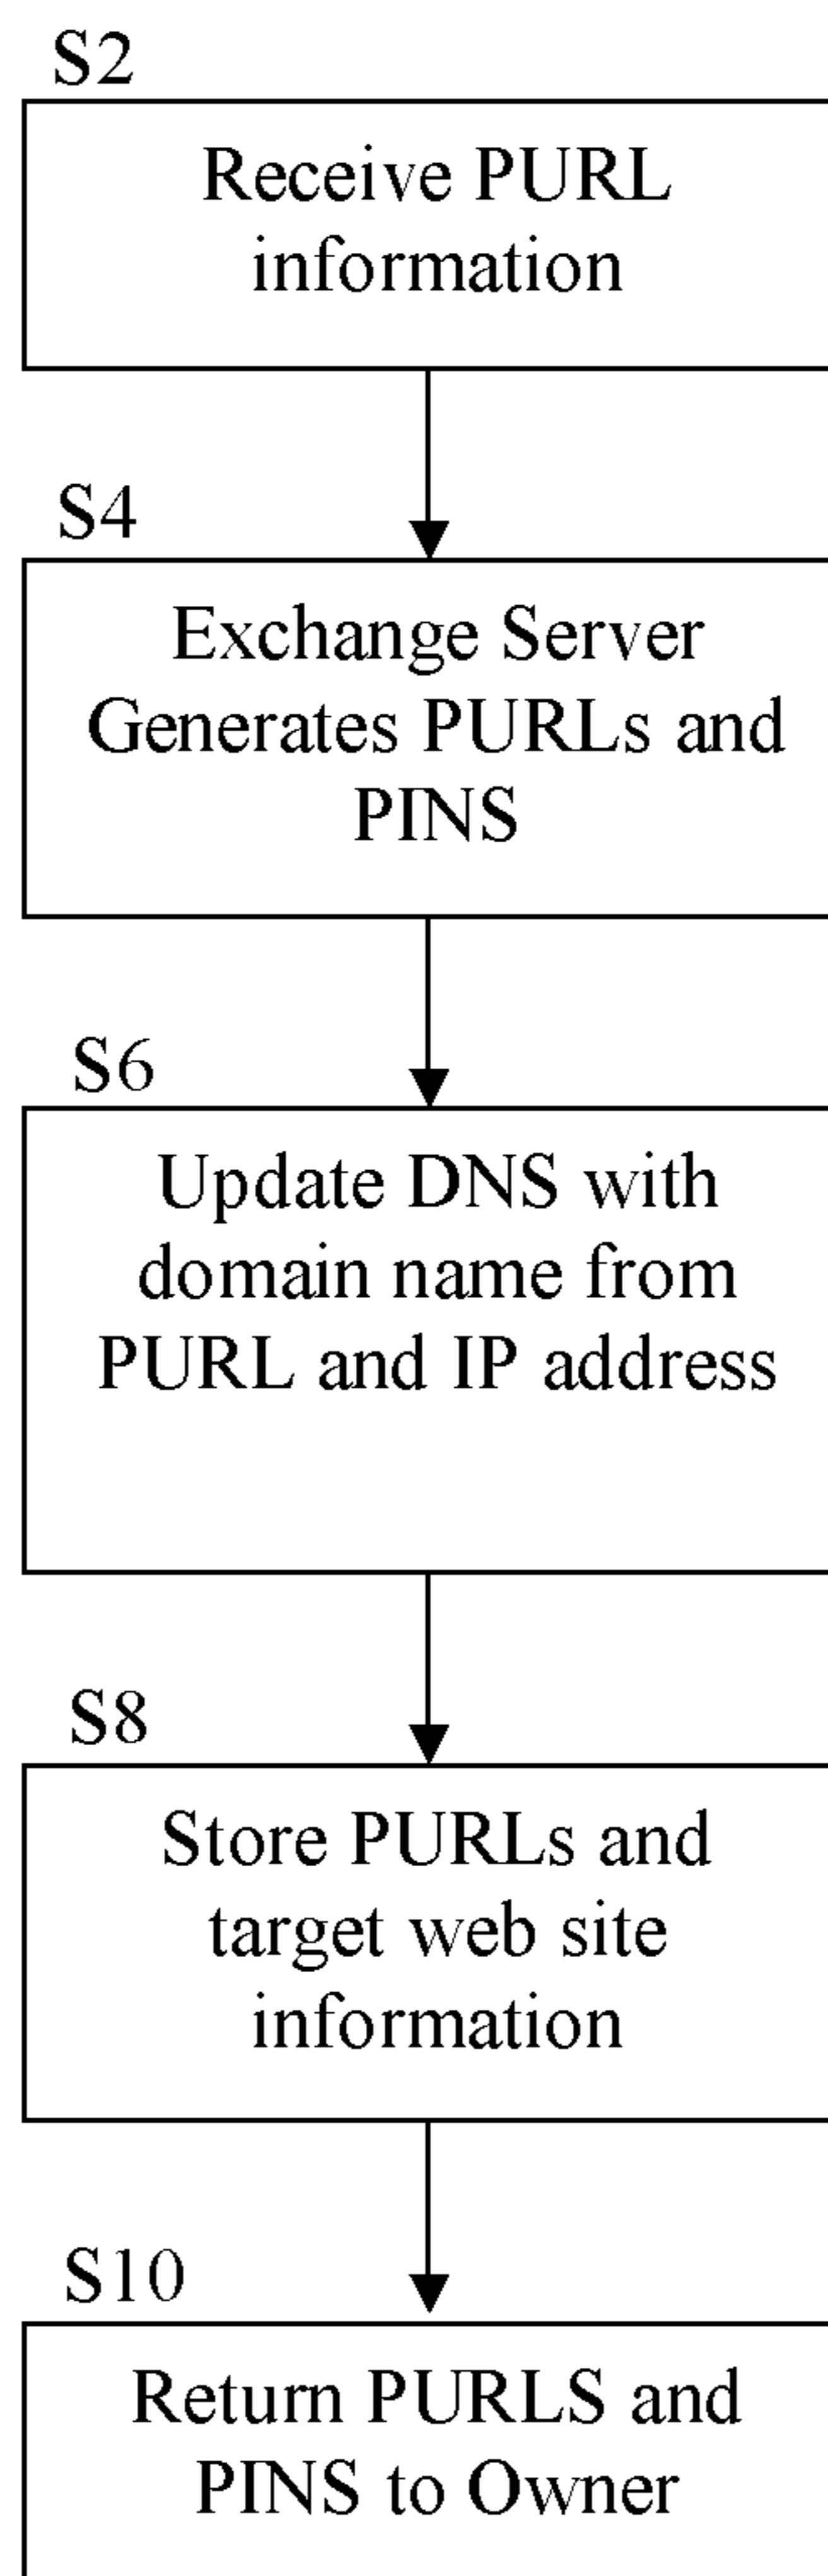 S2
Receive PURL
information
S4
Exchange Server
Generates PURLs and
PINS
S6
Update DNS with
domain name from
PURL and IP address
S8
Store PURLs and
target web site
information
S10
Return PURLS and
PINS to Owner